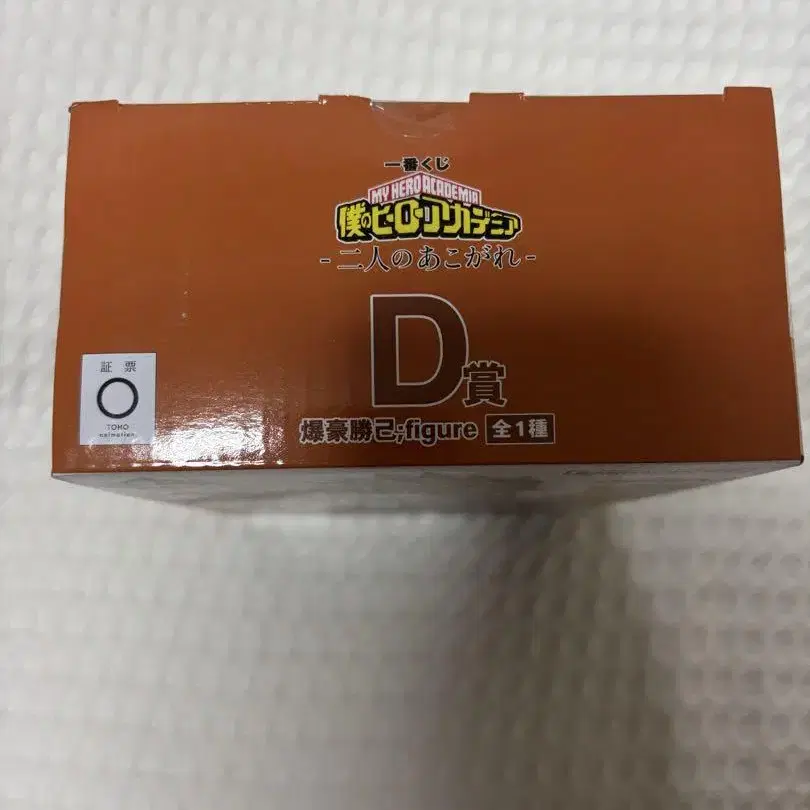 一番くじ
MY HERO ACADEMIA
僕のヒーローアカデミア
-二人のあこがれ-
D賞
爆豪勝己;figure 全1種
証 票
TOHO
animation